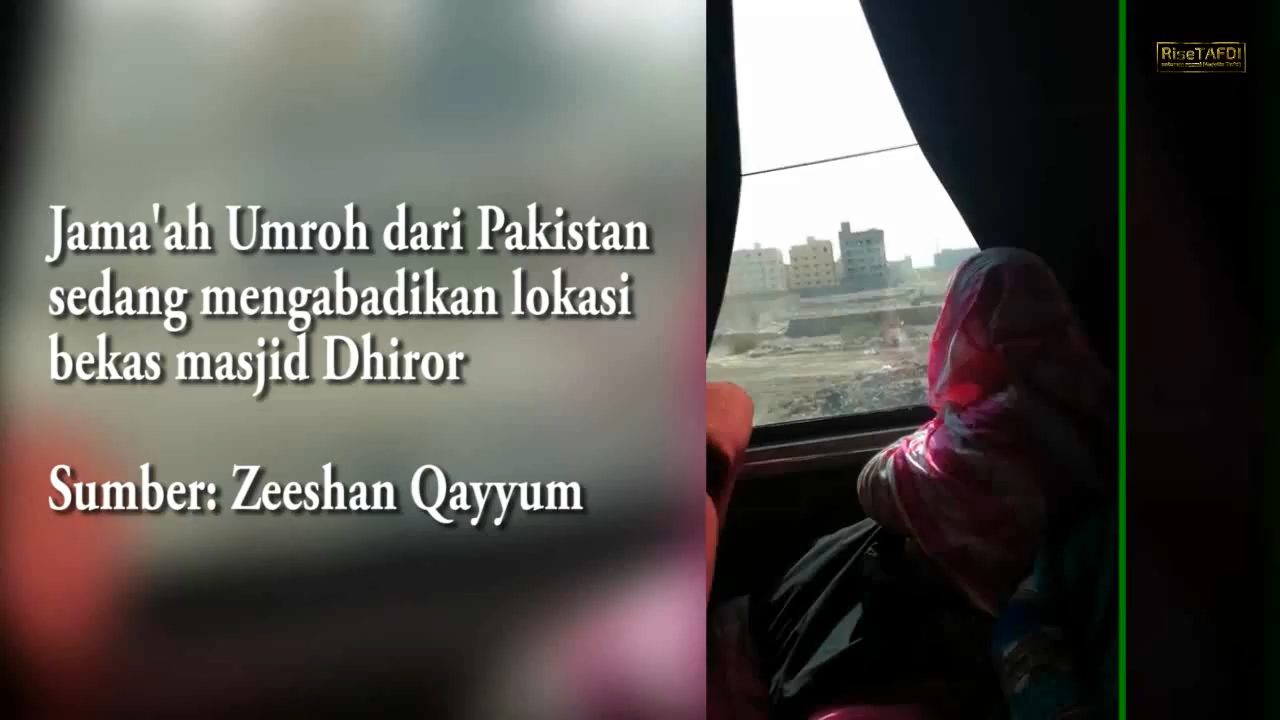 Jama'ah Umroh dari Pakistan
sedang mengabadikan lokasi
bekas masjid Dhiror
Sumber: Zeeshan Qayyum
RiseTAFDI